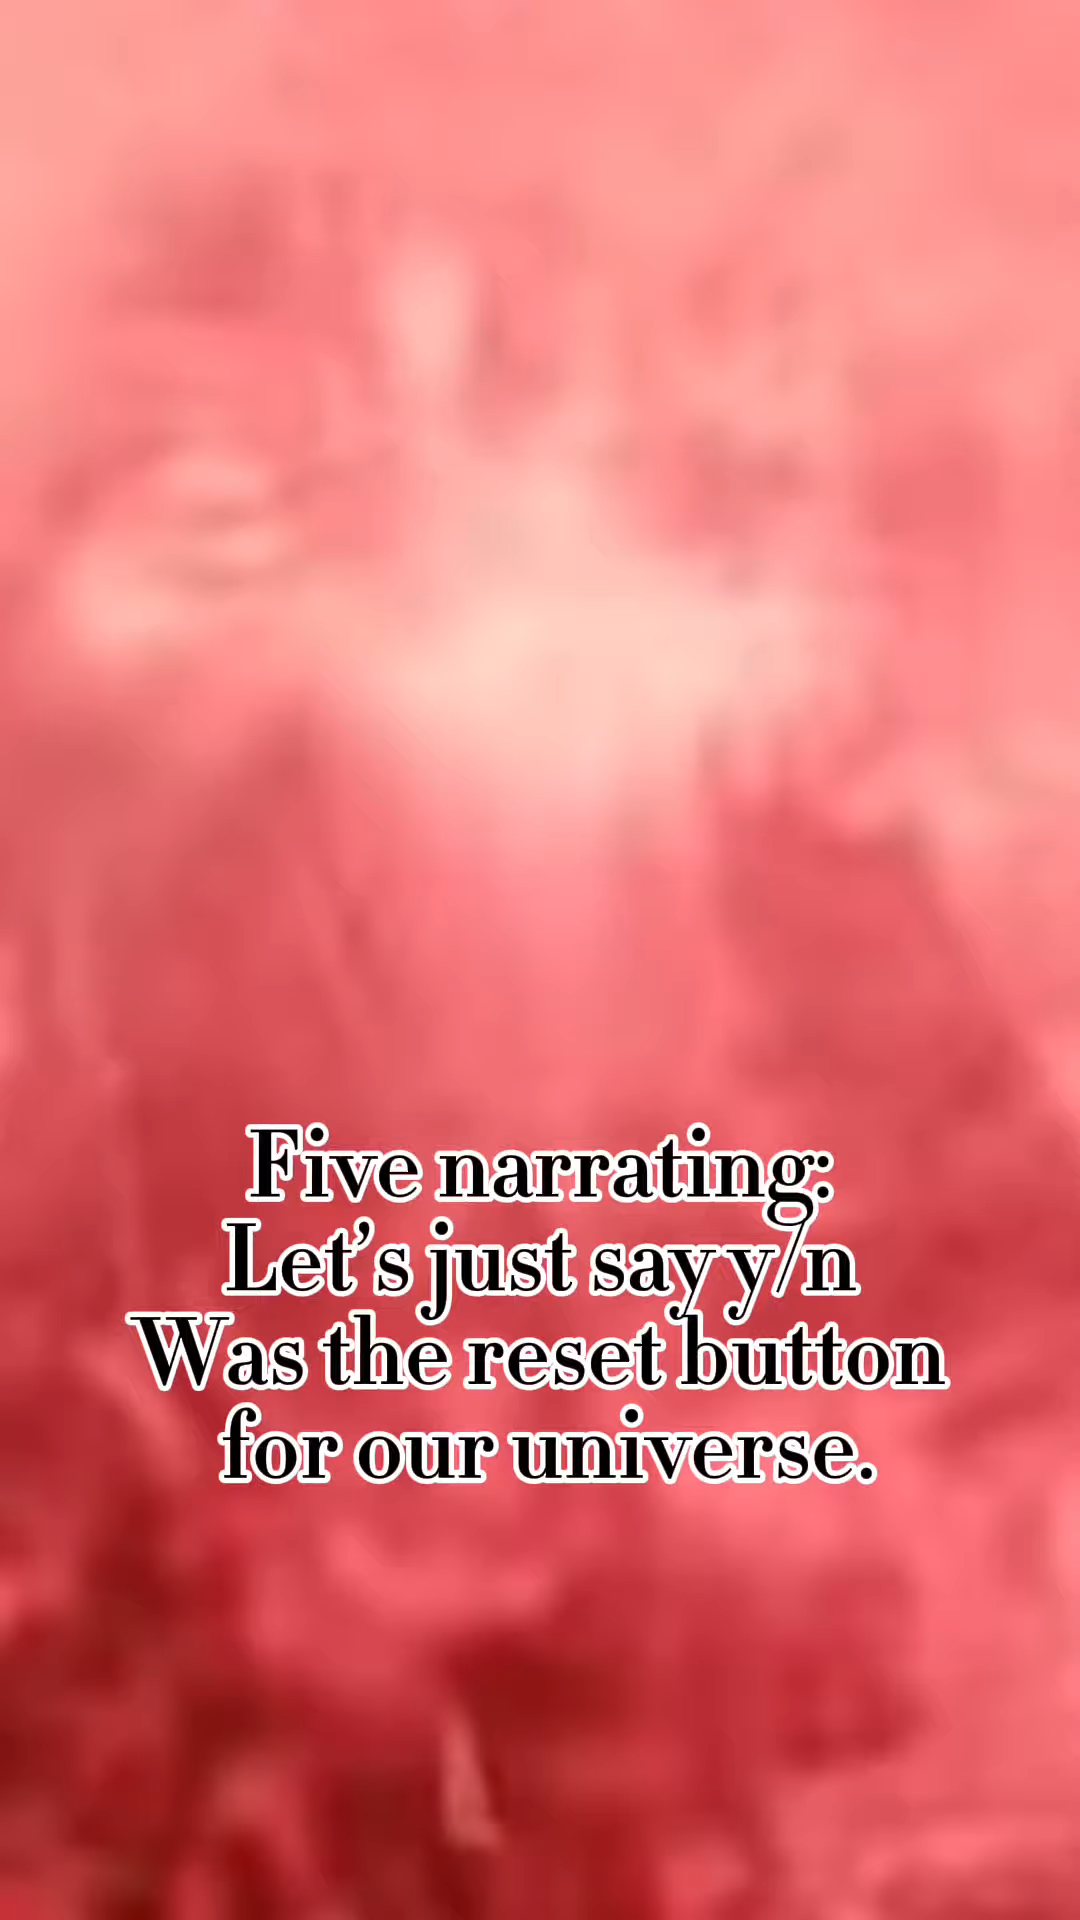 Five narrating:
Let’s just say y/n
Was the reset button
for our universe.